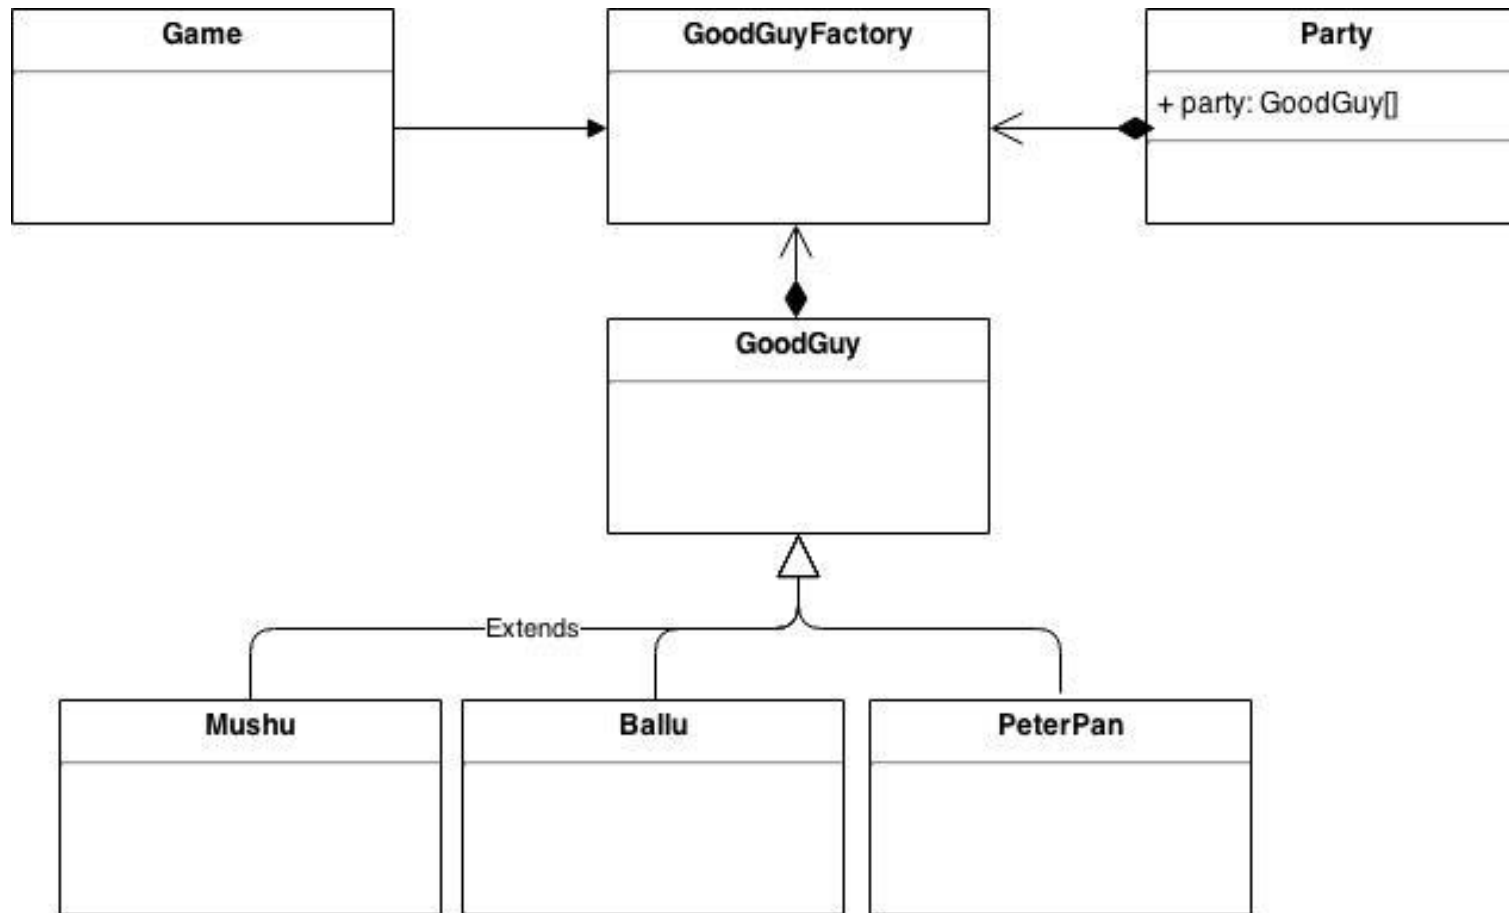 Game
GoodGuyFactory
Party
+ party: GoodGuy[]
GoodGuy
Extends
Mushu
Ballu
PeterPan